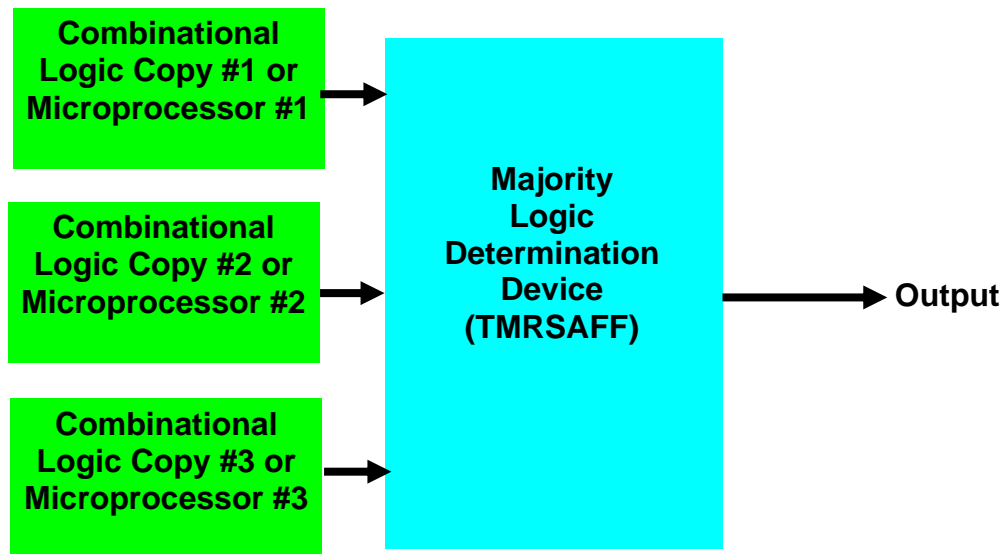 Combinational
Logic Copy #1 or
Microprocessor #1
Combinational
Logic Copy #2 or
Microprocessor #2
Combinational
Logic Copy #3 or
Microprocessor #3
Majority
Logic
Determination
Device
(TMRSAFF)
Output